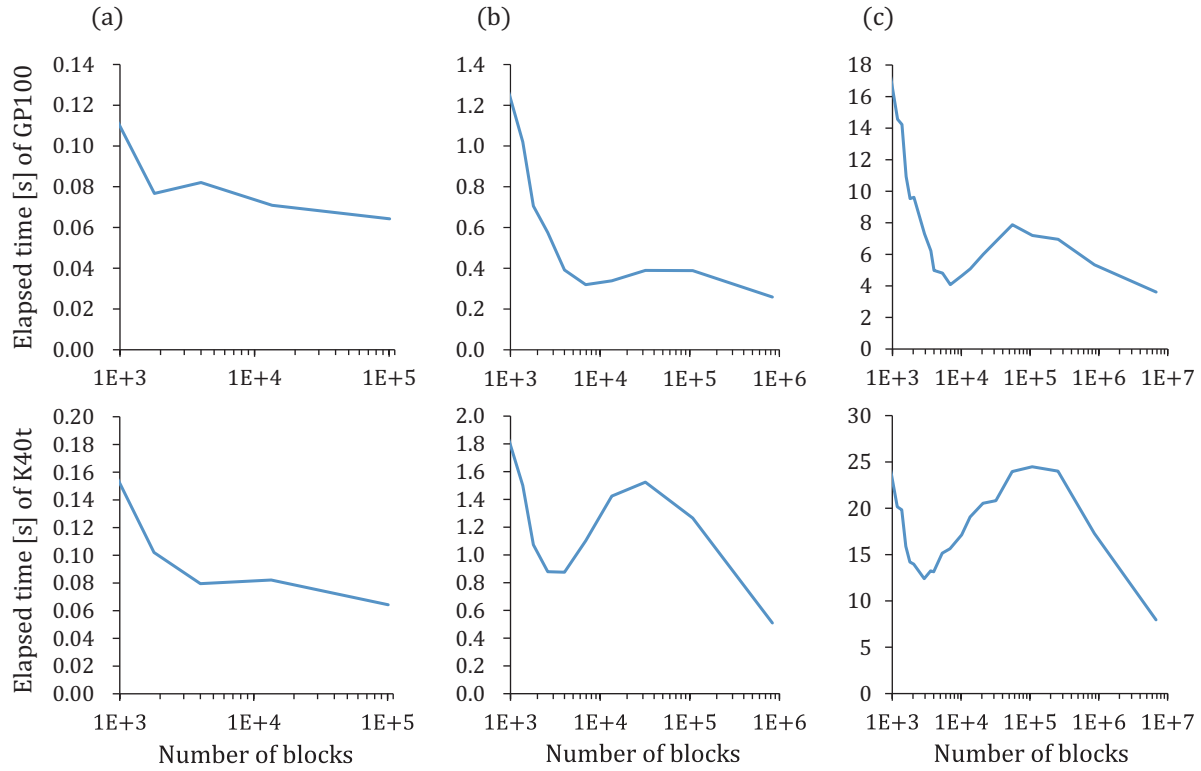 (a)
(b)
(c)
Elapsed time [s] of GP100
0.14
0.12
0.10
0.08
0.06
0.04
0.02
0.00
1E+3
1E+4
1E+5
1.4
1.2
1.0
0.8
0.6
0.4
0.2
0.0
1E+3
1E+4
1E+5
1E+6
18
16
14
12
10
8
6
4
2
0
1E+3
1E+4
1E+5
1E+6
1E+7
Elapsed time [s] of K40t
0.20
0.18
0.16
0.14
0.12
0.10
0.08
0.06
0.04
0.02
0.00
1E+3
1E+4
1E+5
Number of blocks
2.0
1.8
1.6
1.4
1.2
1.0
0.8
0.6
0.4
0.2
0.0
1E+3
1E+4
1E+5
1E+6
Number of blocks
30
25
20
15
10
5
0
1E+3
1E+4
1E+5
1E+6
1E+7
Number of blocks